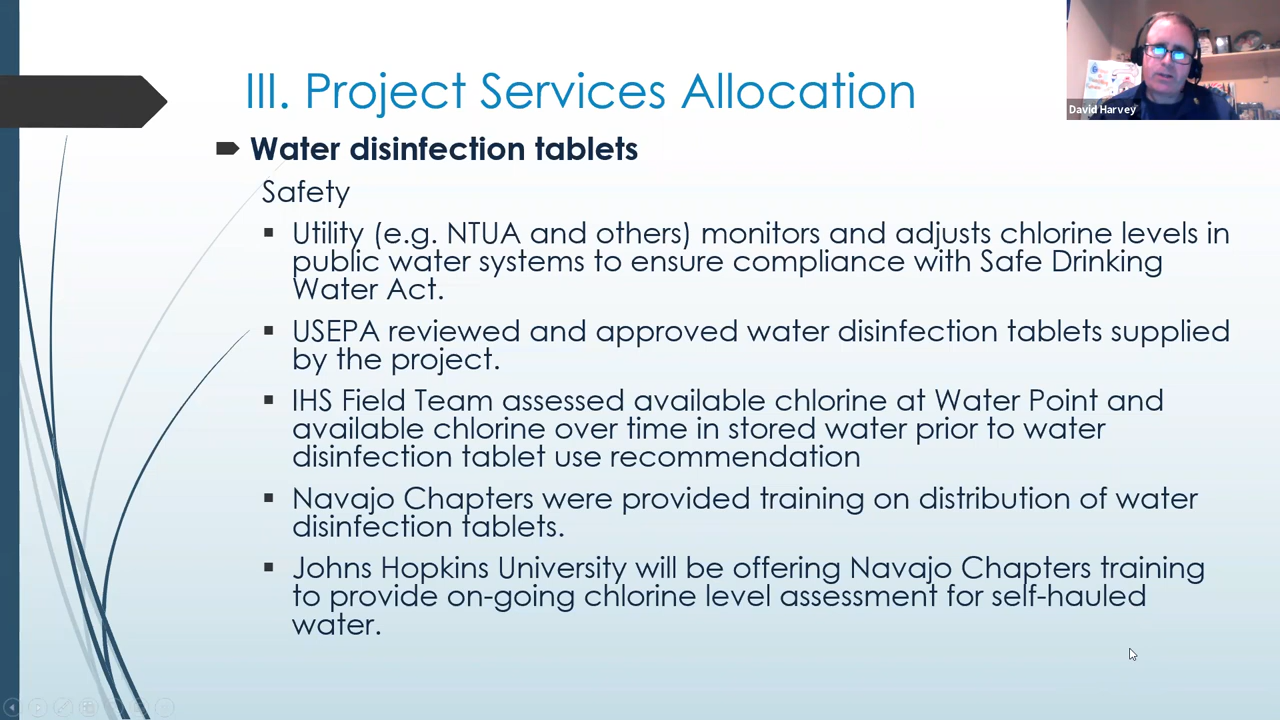 David Harvey
III. Project Services Allocation
Water disinfection tablets
Safety
Utility (e.g. NTUA and others) monitors and adjusts chlorine levels in
public water systems to ensure compliance with Safe Drinking
Water Act.
USEPA reviewed and approved water disinfection tablets supplied
by the project.
IHS Field Team assessed available chlorine at Water Point and
available chlorine over time in stored water prior to water
disinfection tablet use recommendation
Navajo Chapters were provided training on distribution of water
disinfection tablets.
Johns Hopkins University will be offering Navajo Chapters training
to provide on-going chlorine level assessment for self-hauled
water.